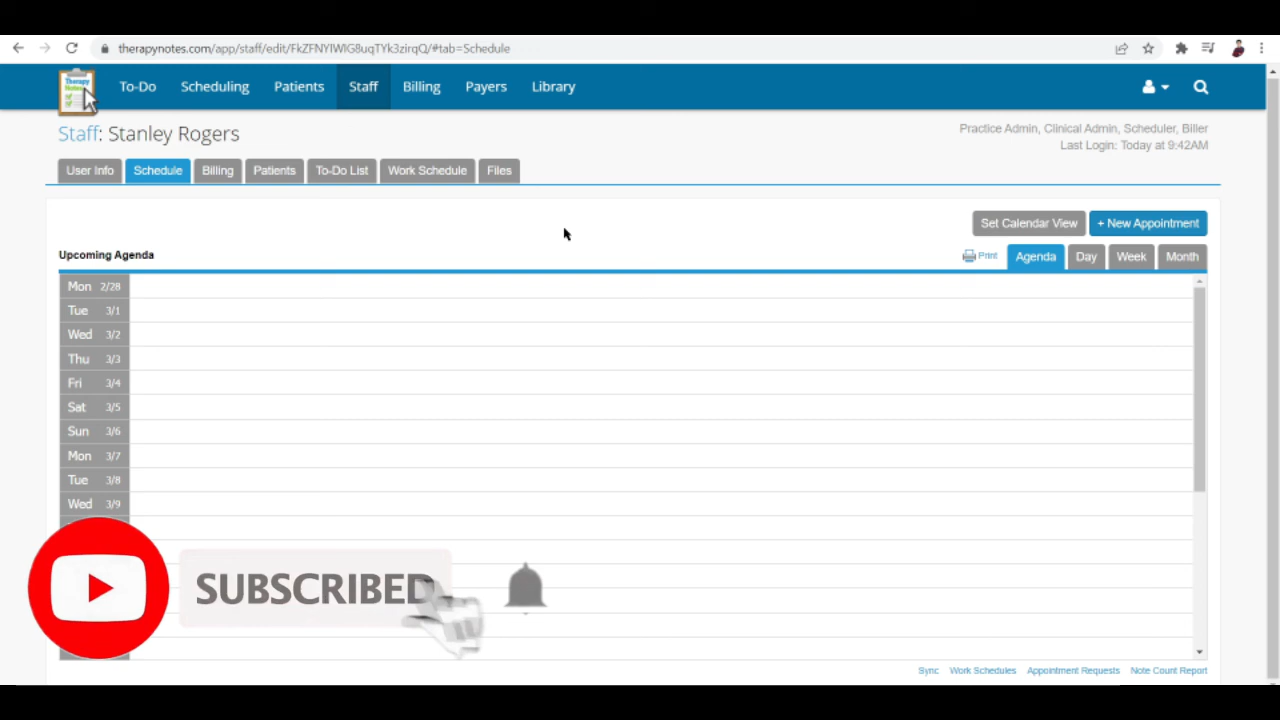 therapynotes.com/app/staff/edit/FkZFNYlWIG8uqTYk3zirqQ/#tab=Schedule
Therapy
Notes
To-Do Scheduling Patients Staff Billing Payers Library
Staff: Stanley Rogers
Practice Admin, Clinical Admin, Scheduler, Biller
Last Login: Today at 9:42AM
User Info Schedule Billing Patients To-Do List Work Schedule Files
Set Calendar View + New Appointment
Upcoming Agenda
Print Agenda Day Week Month
Mon 2/28
Tue 3/1
Wed 3/2
Thu 3/3
Fri 3/4
Sat 3/5
Sun 3/6
Mon 3/7
Tue 3/8
Wed 3/9
SUBSCRIBED
Sync Work Schedules Appointment Requests Note Count Report